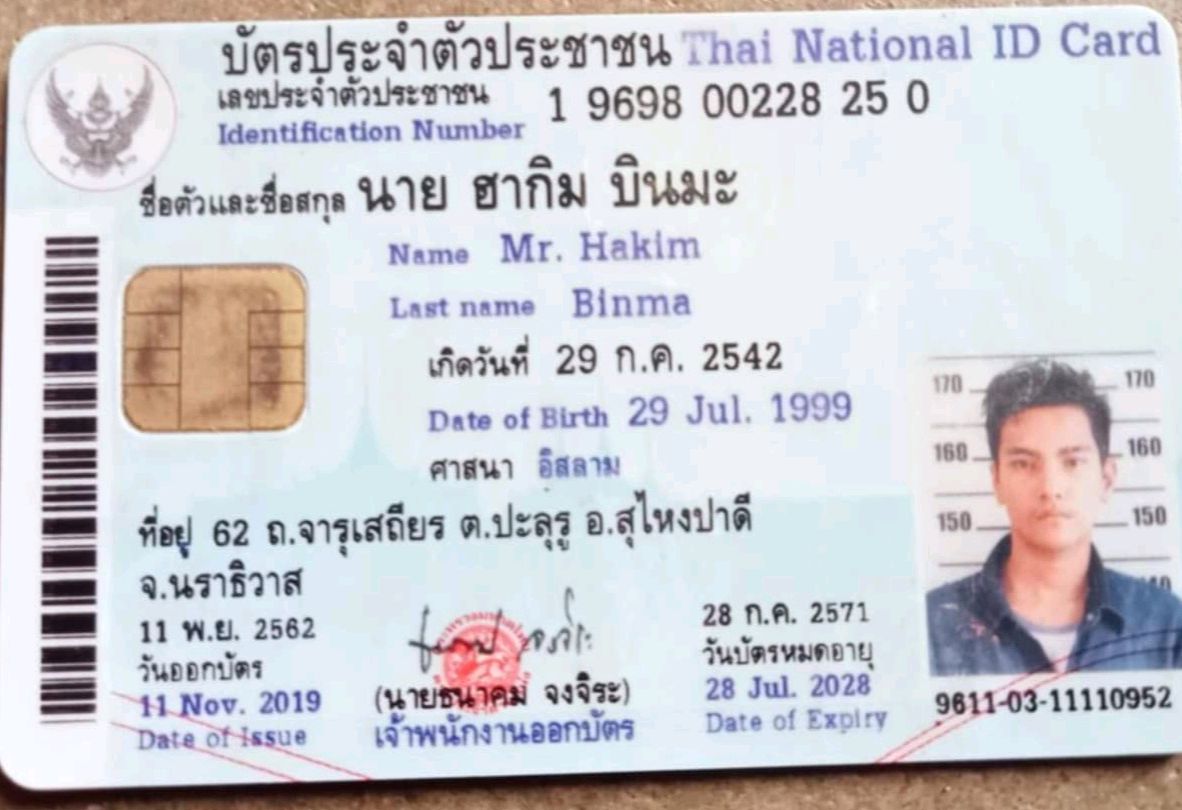 บัตรประจำตัวประชาชน Thai National ID Card
เลขประจำตัวประชาชน
Identification Number 1 9698 00228 25 0
ชื่อตัวและชื่อสกุล นาย ฮากิม บินมะ
Name Mr. Hakim
Last name Binma
เกิดวันที่ 29 ก.ค. 2542
Date of Birth 29 Jul. 1999
ศาสนา อิสลาม
ที่อยู่ 62 ถ.จารุเสถียร ต.ปะลุรู อ.สุไหงปาดี
จ.นราธิวาส
11 พ.ย. 2562
วันออกบัตร
11 Nov. 2019
Date of Issue
(นายธนาคม จงจิระ)
เจ้าพนักงานออกบัตร
28 ก.ค. 2571
วันบัตรหมดอายุ
28 Jul. 2028
Date of Expiry
170 170
160 160
150 150
9611-03-11110952